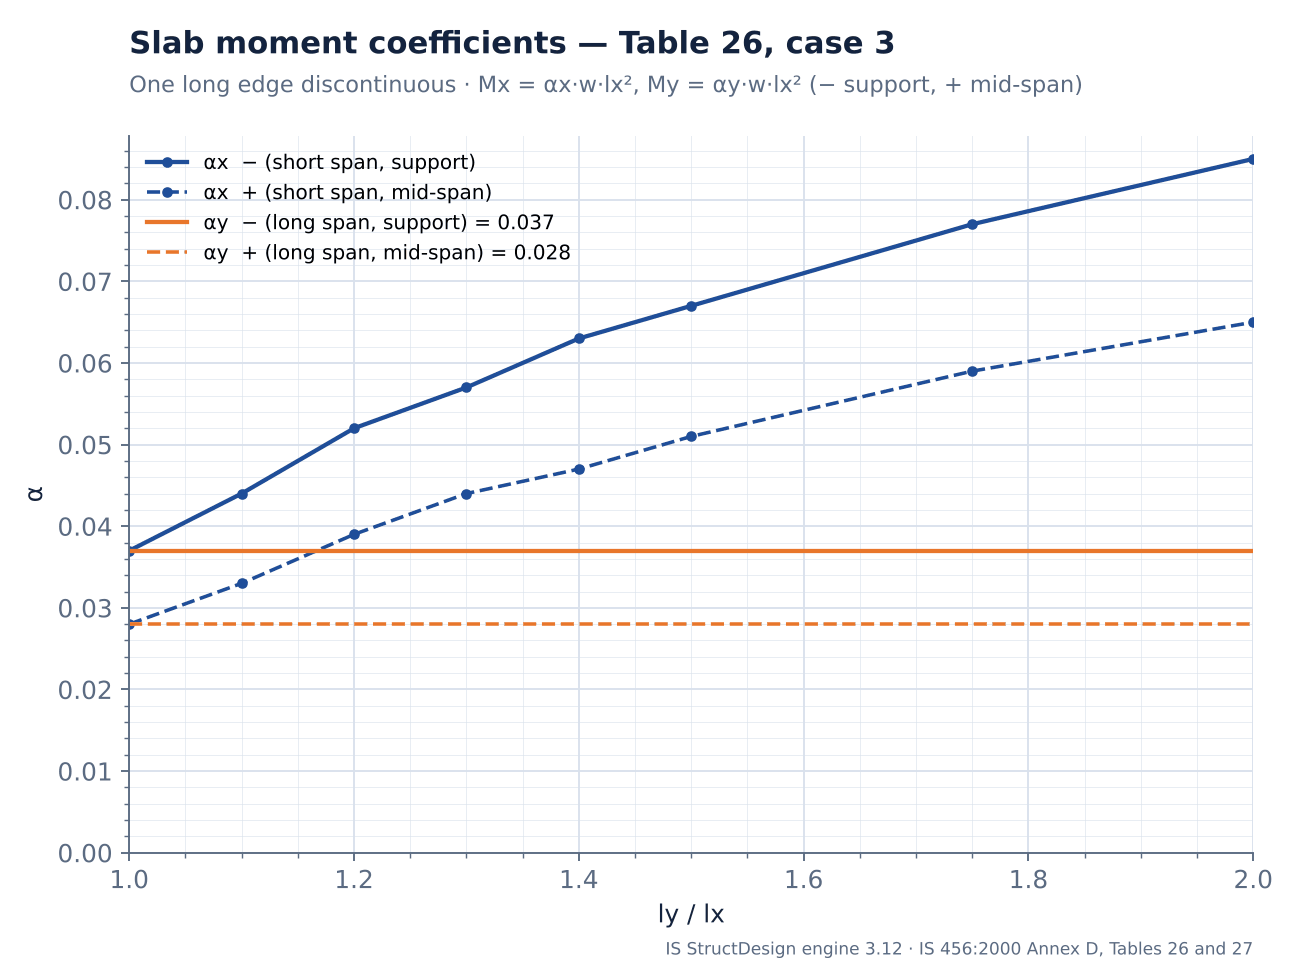 Slab moment coefficients — Table 26, case 3
One long edge discontinuous · Mx = αx·w·lx², My = αy·w·lx² (− support, + mid-span)
αx − (short span, support)
αx + (short span, mid-span)
αy − (long span, support) = 0.037
αy + (long span, mid-span) = 0.028
0.08
0.07
0.06
0.05
0.04
0.03
0.02
0.01
0.00
α
1.0 1.2 1.4 1.6 1.8 2.0
ly / lx
IS StructDesign engine 3.12 · IS 456:2000 Annex D, Tables 26 and 27